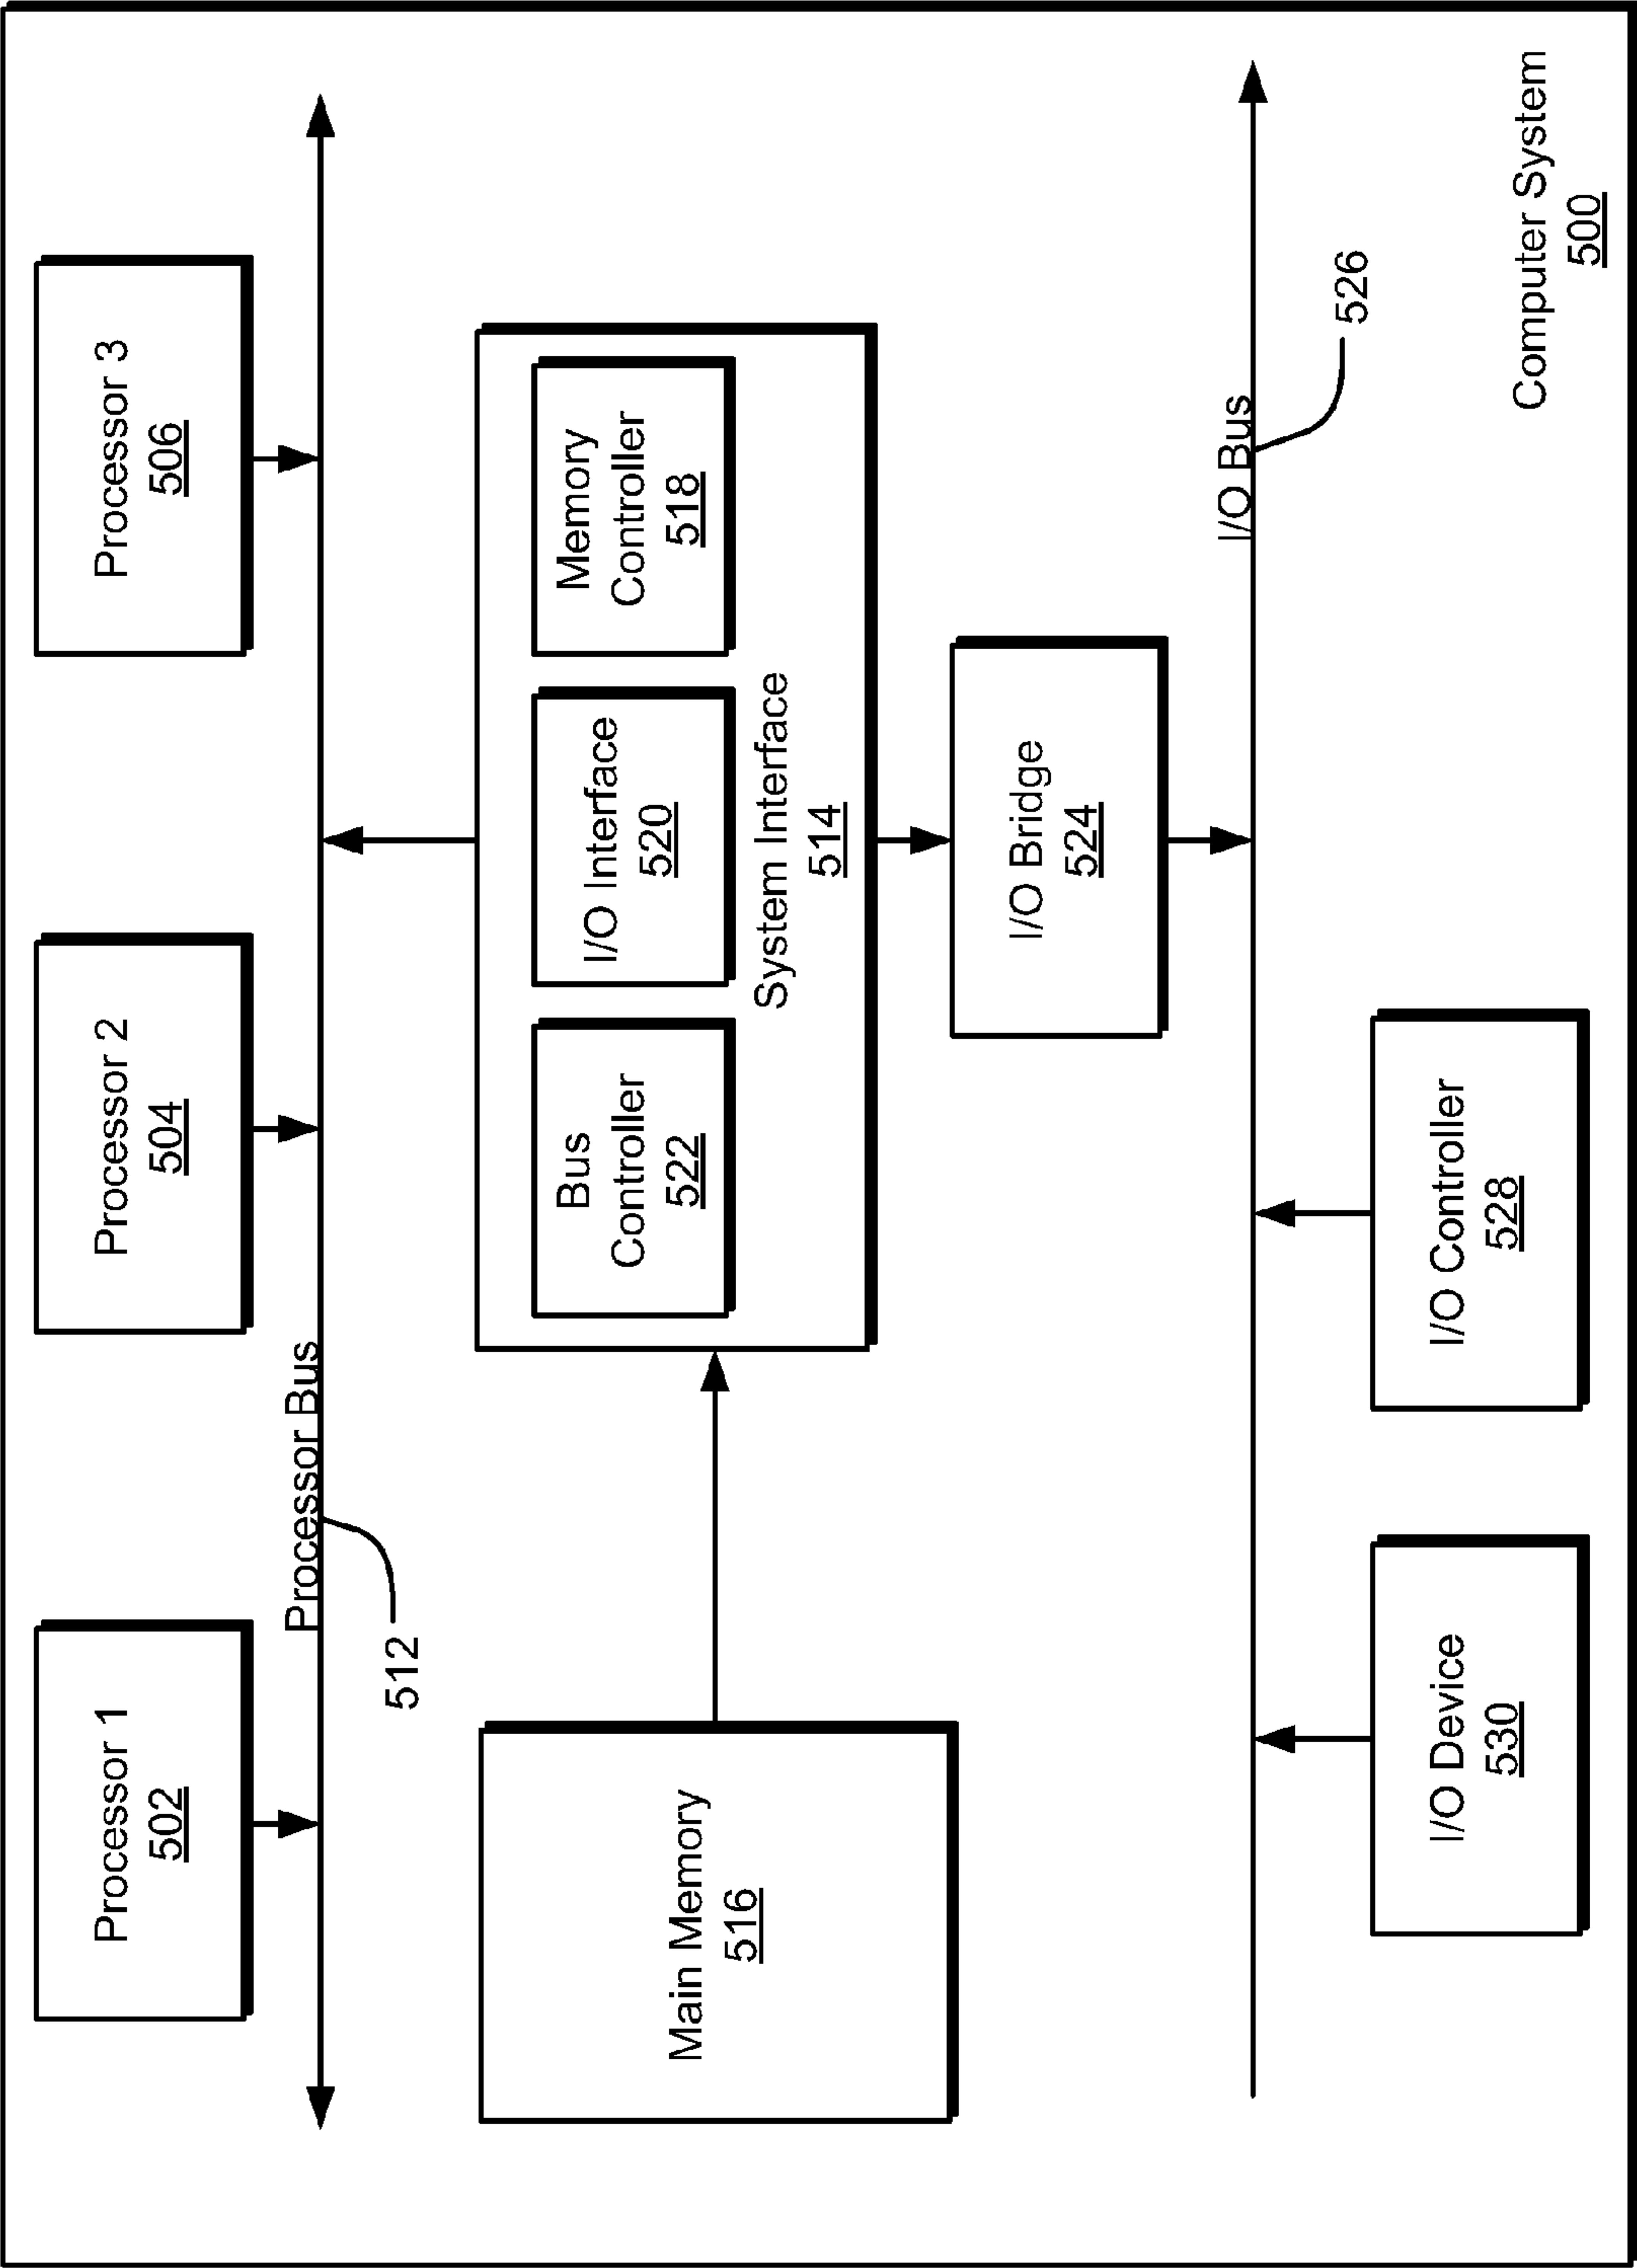 Processor 1
502
Processor 2
504
Processor 3
506
Processor Bus
512
Main Memory
516
Bus
Controller
522
I/O Interface
520
Memory
Controller
518
System Interface
514
I/O Bridge
524
I/O Bus
526
I/O Device
530
I/O Controller
528
Computer System
500